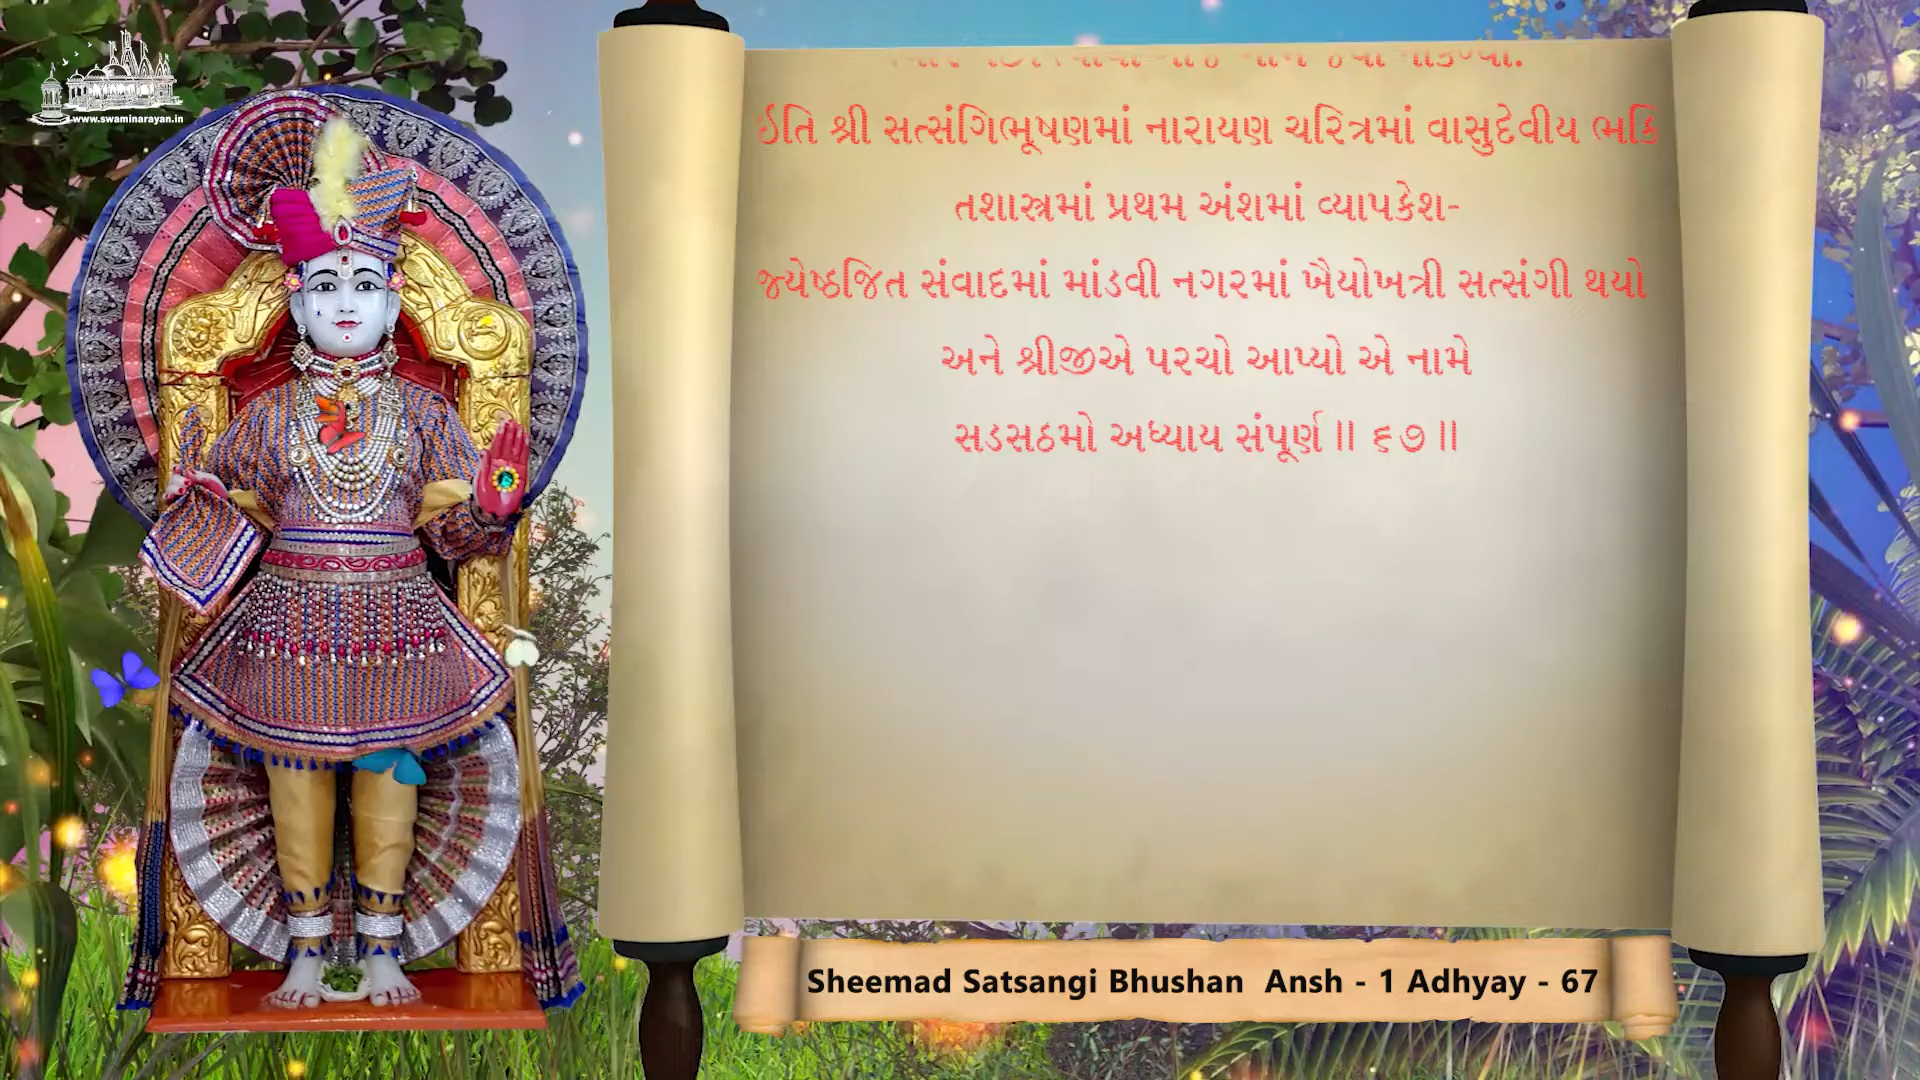 www.swaminarayan.in
ઇતિ શ્રી સત્સંગિભૂષણમાં નારાયણ ચરિત્રમાં વાસુદેવીય ભક્તિ
તશાસ્ત્રમાં પ્રથમ અંશમાં વ્યાપકેશ-
જ્યેષ્ઠજિત સંવાદમાં માંડવી નગરમાં ખૈયોખત્રી સત્સંગી થયો
અને શ્રીજીએ પરચો આપ્યો એ નામે
સડસઠમો અધ્યાય સંપૂર્ણ ॥ ૬૭ ॥
Sheemad Satsangi Bhushan Ansh - 1 Adhyay - 67